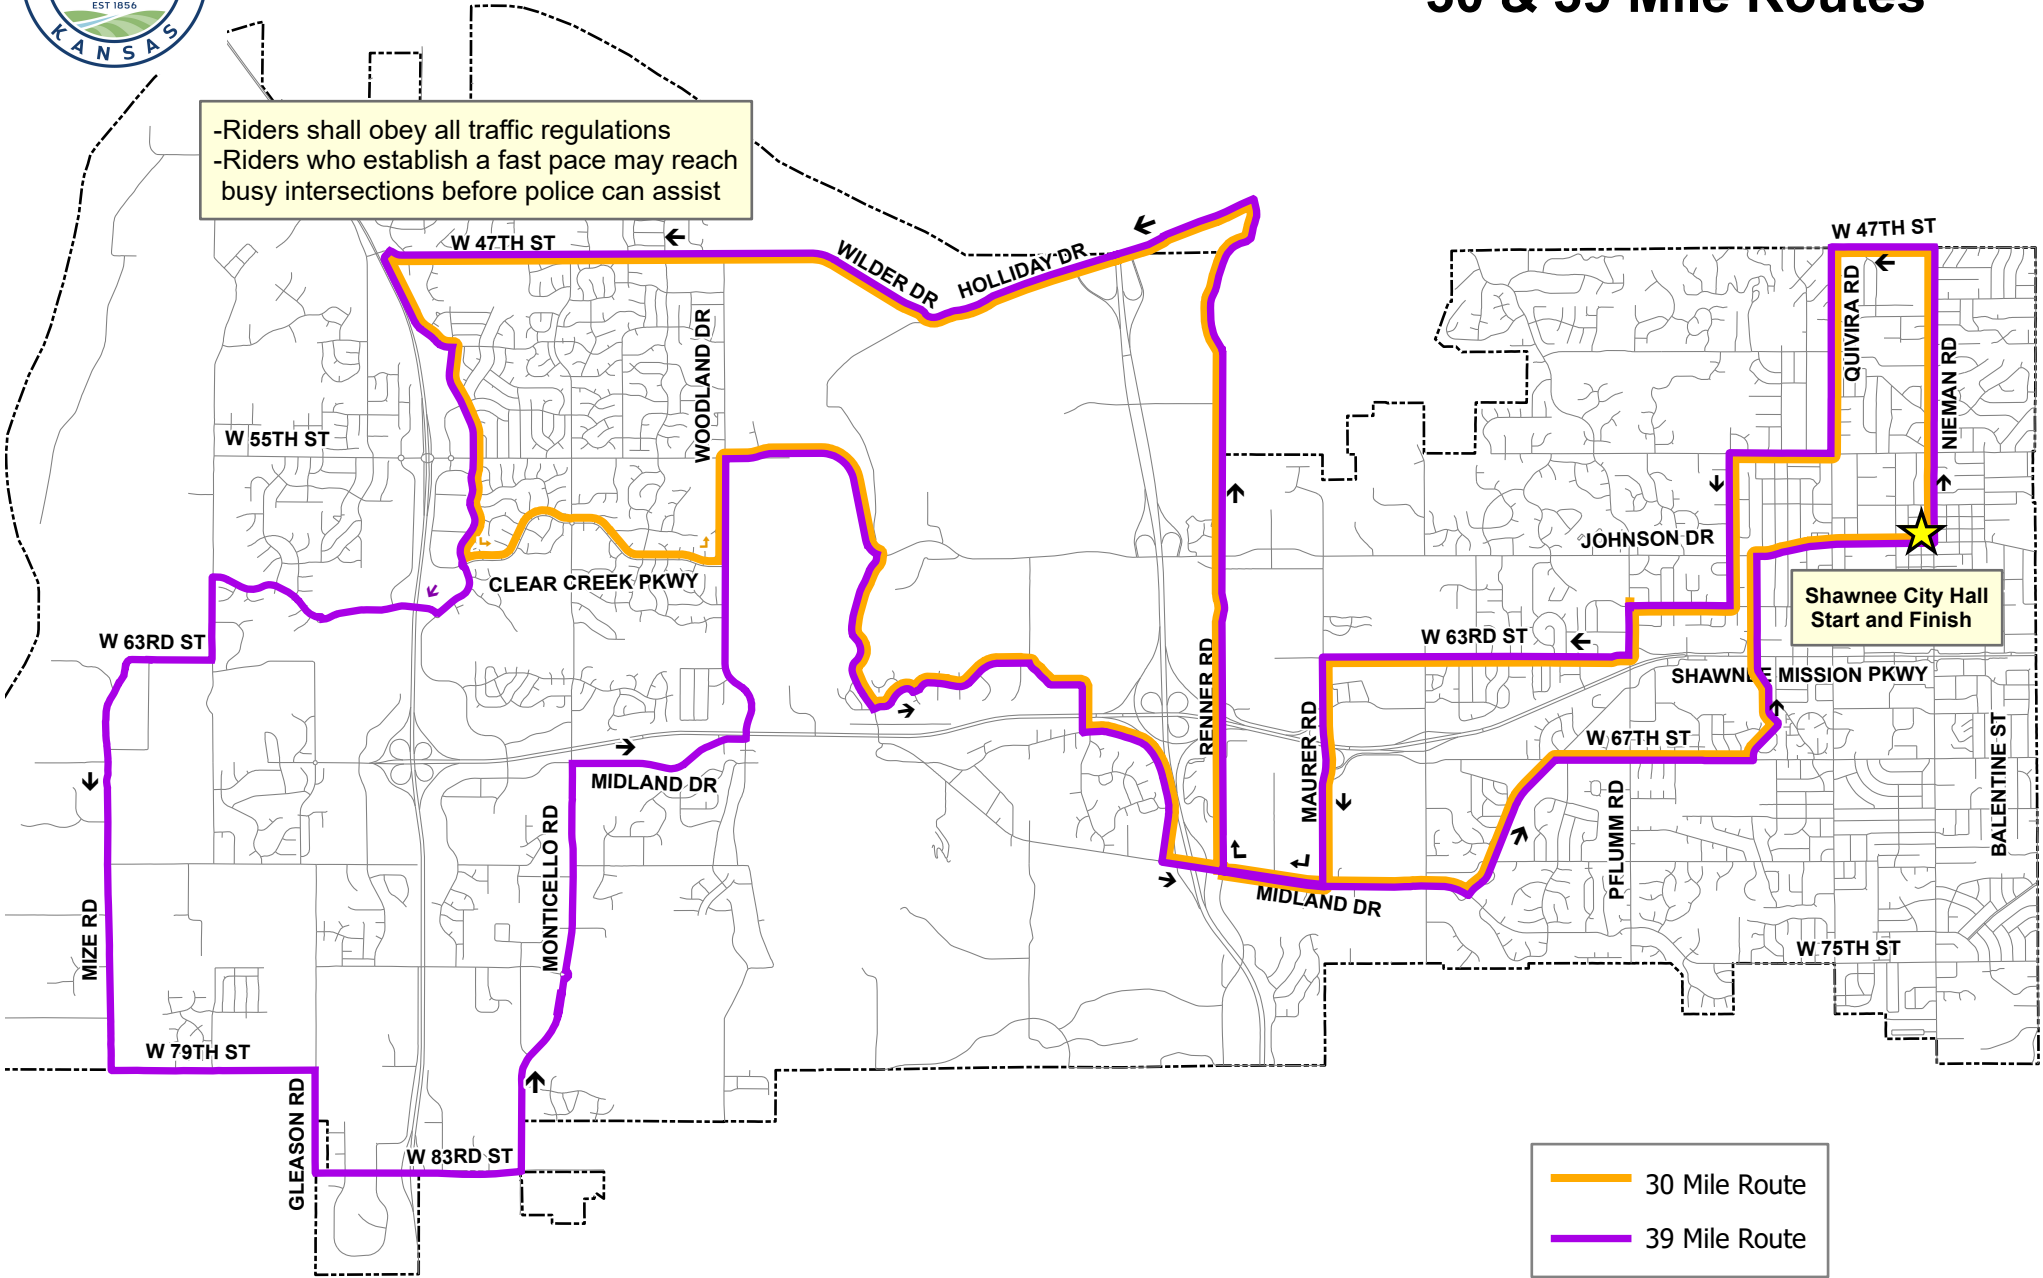 EST 1856
KANSAS
30 & 39 Mile Routes
-Riders shall obey all traffic regulations
-Riders who establish a fast pace may reach
busy intersections before police can assist
W 47TH ST
WILDER DR
HOLLIDAY DR
W 47TH ST
QUIVIRA RD
NIEMAN RD
WOODLAND DR
W 55TH ST
JOHNSON DR
CLEAR CREEK PKWY
Shawnee City Hall
Start and Finish
W 63RD ST
W 63RD ST
RENNER RD
SHAWNEE MISSION PKWY
MAURER RD
W 67TH ST
BALENTINE ST
MIDLAND DR
PFLUMM RD
MONTICELLO RD
MIDLAND DR
MIZE RD
W 75TH ST
W 79TH ST
GLEASON RD
W 83RD ST
30 Mile Route
39 Mile Route